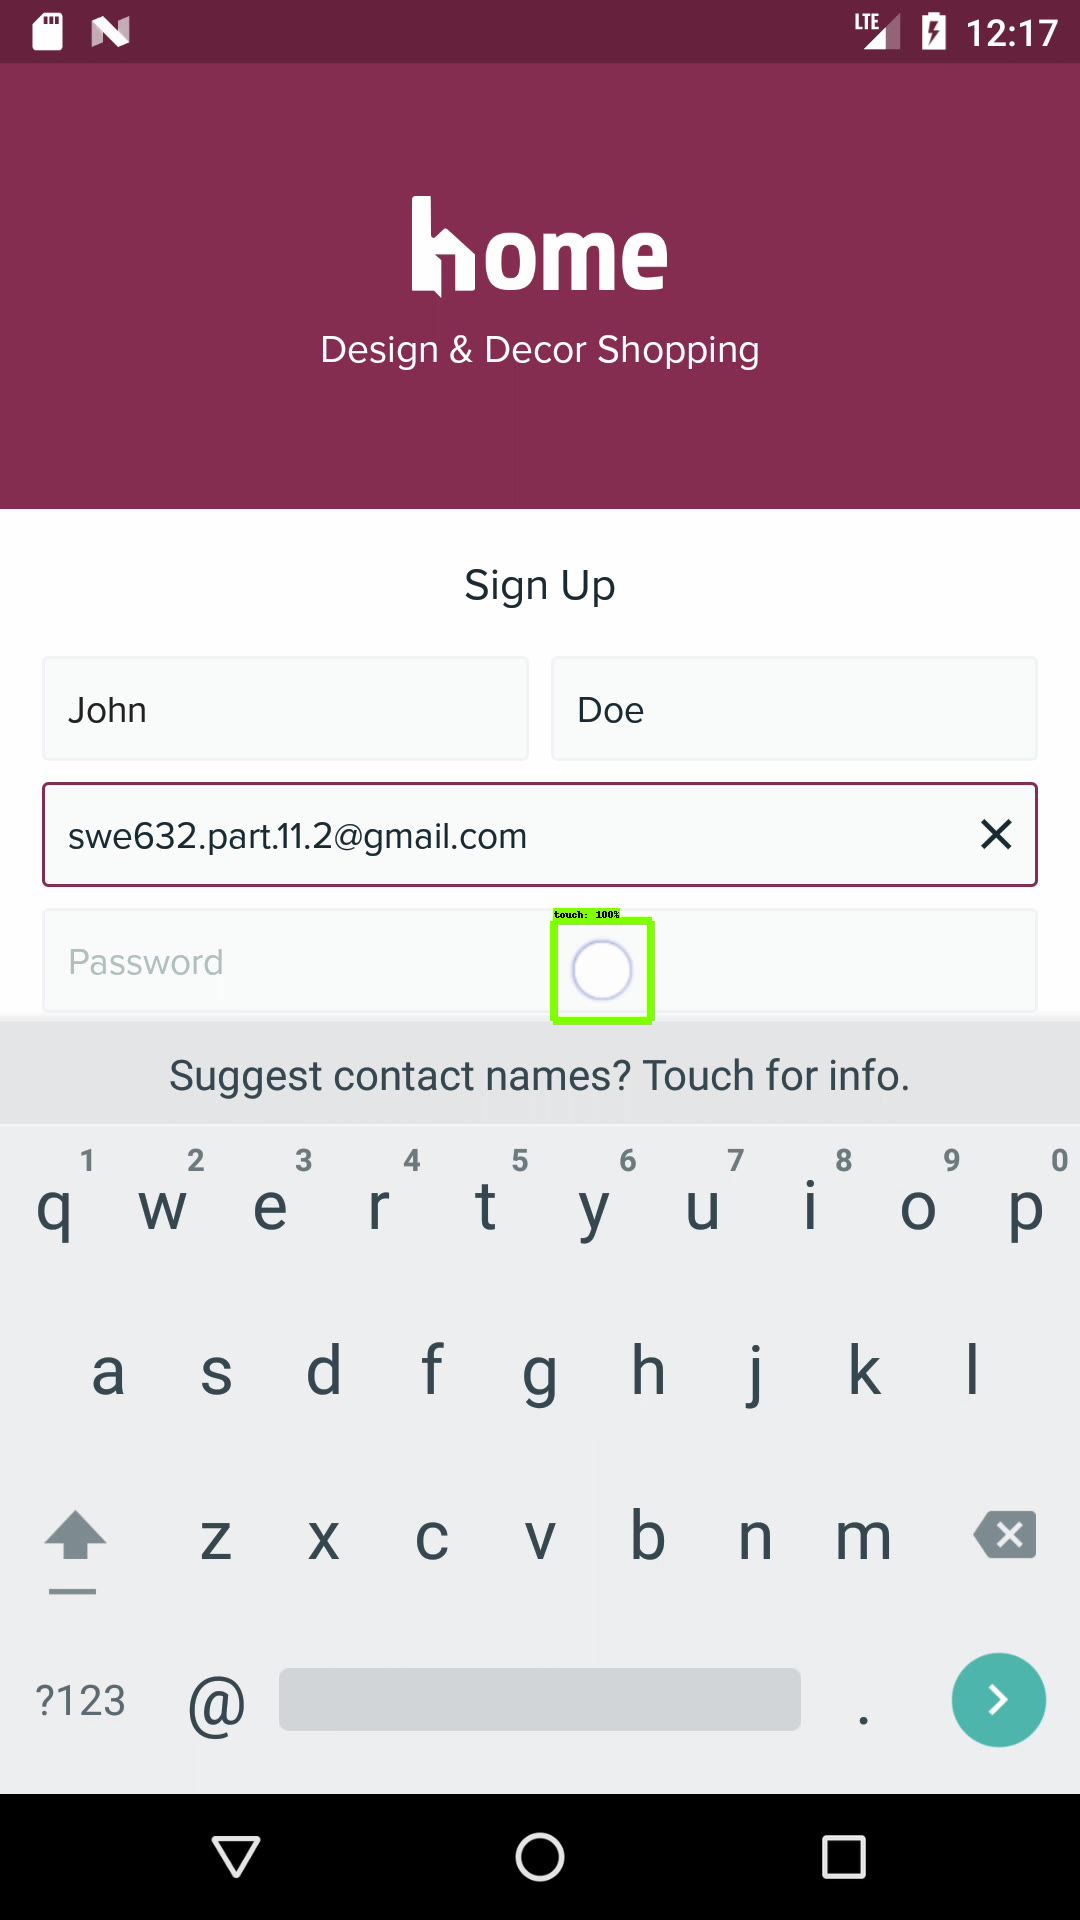 LTE 12:17
home
Design & Decor Shopping
Sign Up
John Doe
swe632.part.11.2@gmail.com
touch: 100%
Password
Suggest contact names? Touch for info.
1 2 3 4 5 6 7 8 9 0
q w e r t y u i o p
a s d f g h j k l
z x c v b n m
?123 @ .